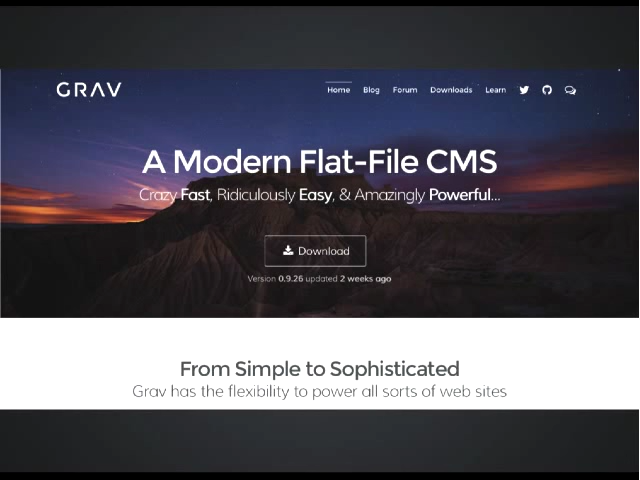 GRAV
Home Blog Forum Downloads Learn
A Modern Flat-File CMS
Crazy Fast, Ridiculously Easy, & Amazingly Powerful...
Download
Version 0.9.26 updated 2 weeks ago
From Simple to Sophisticated
Grav has the flexibility to power all sorts of web sites